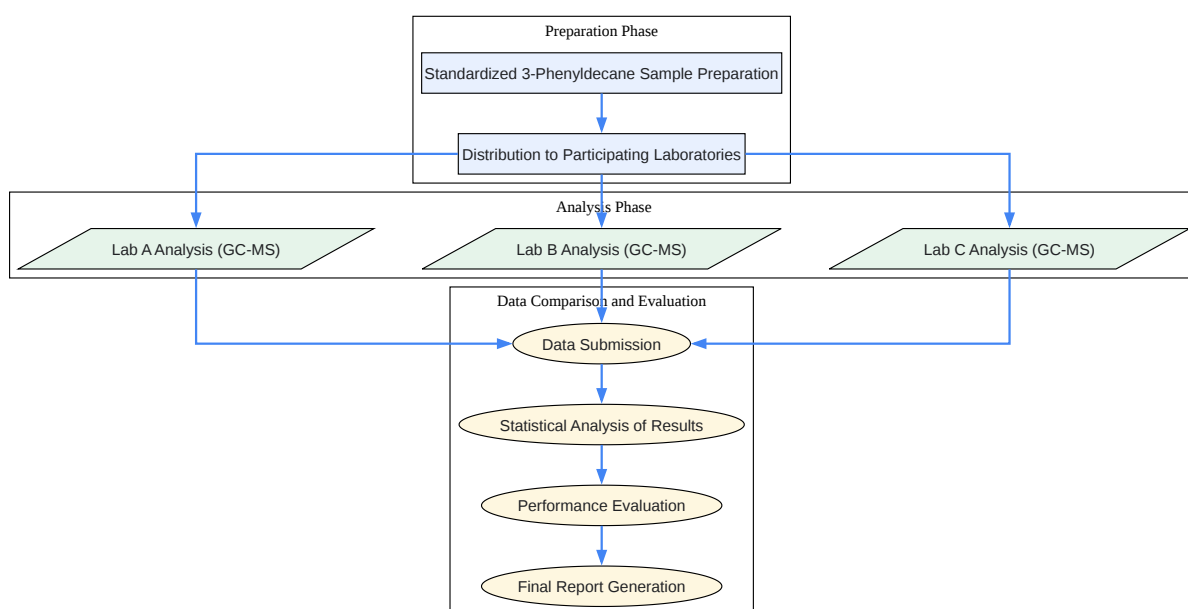 Preparation Phase
Standardized 3-Phenyldecane Sample Preparation
Distribution to Participating Laboratories
Analysis Phase
Lab A Analysis (GC-MS)
Lab B Analysis (GC-MS)
Lab C Analysis (GC-MS)
Data Comparison and Evaluation
Data Submission
Statistical Analysis of Results
Performance Evaluation
Final Report Generation